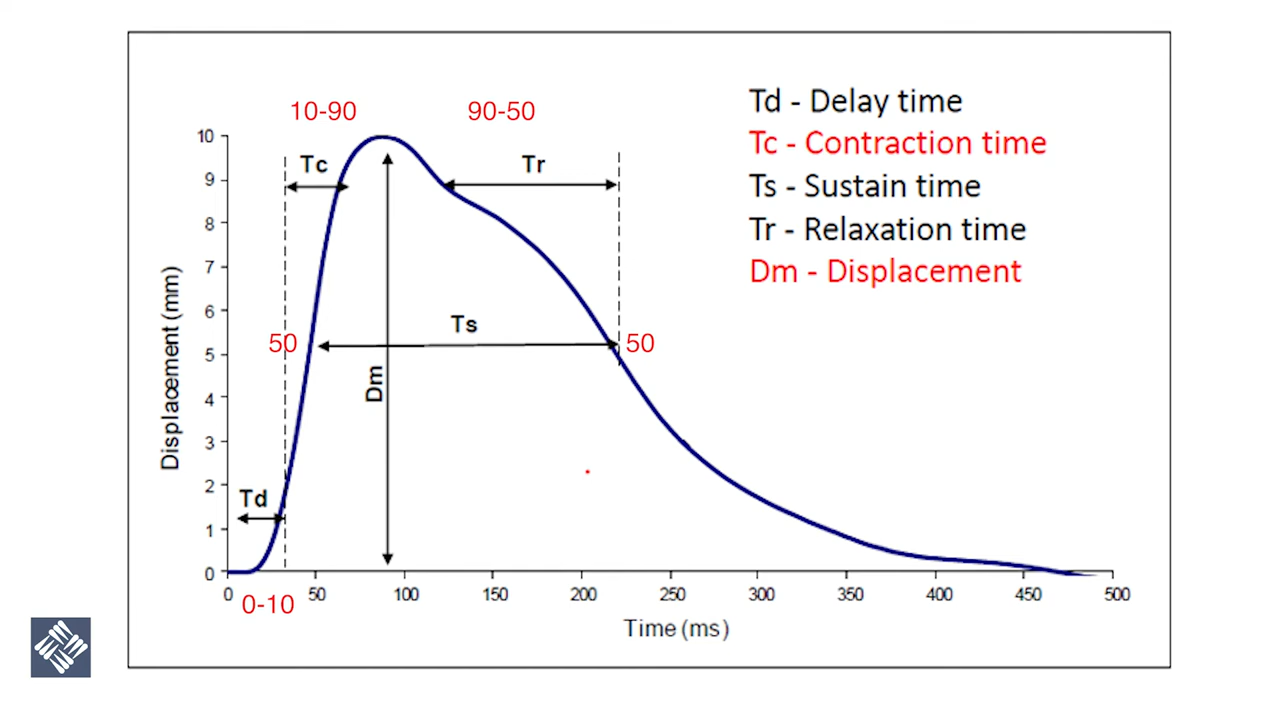 10-90
90-50
Td - Delay time
Tc - Contraction time
Ts - Sustain time
Tr - Relaxation time
Dm - Displacement
Tc
Tr
50
Ts
50
Dm
Td
Displacement (mm)
10
9
8
7
6
5
4
3
2
1
0
0
50
100
150
200
250
300
350
400
450
500
0-10
Time (ms)